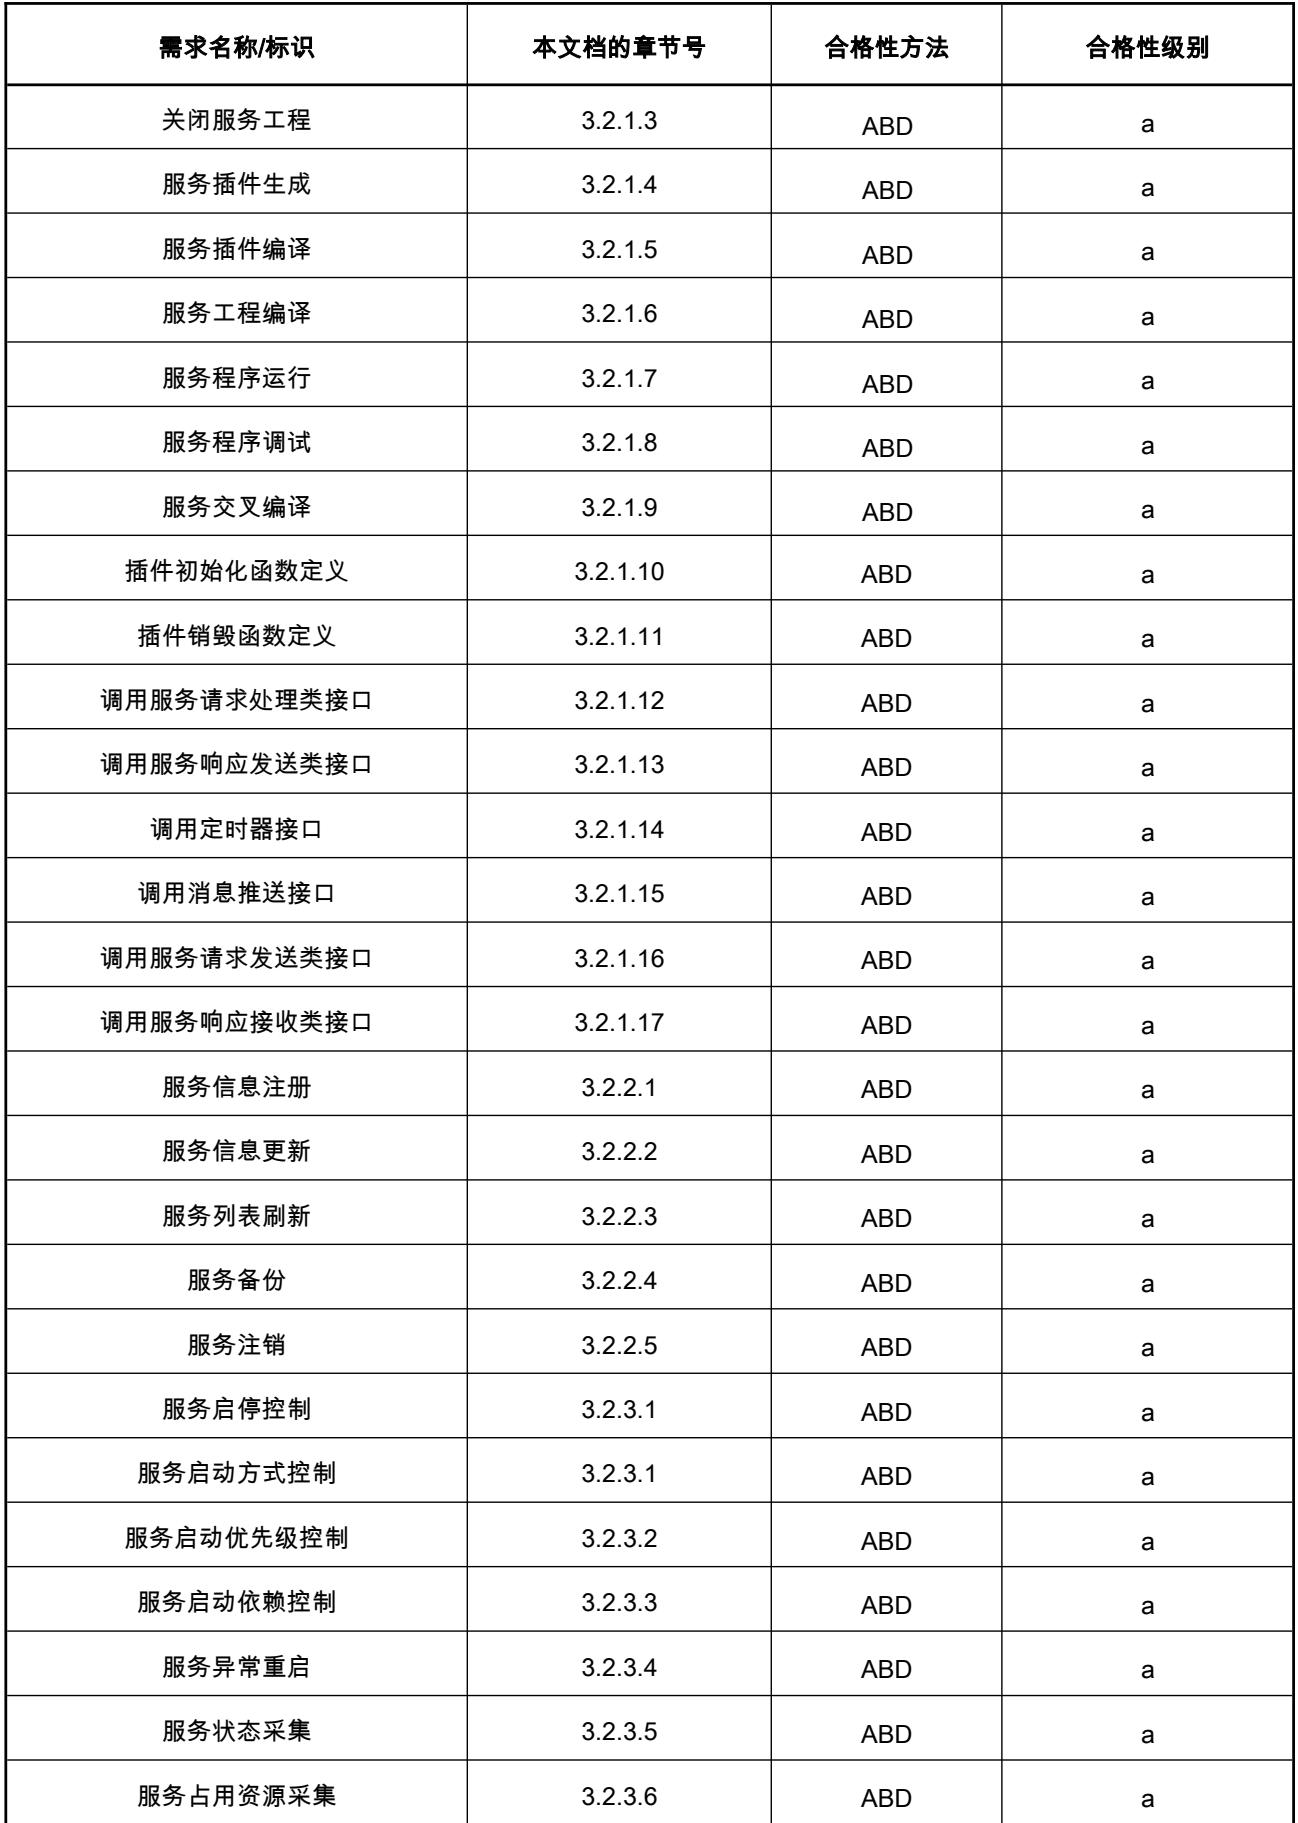 需求名称/标识 本文档的章节号 合格性方法 合格性级别
关闭服务工程 3.2.1.3 ABD a
服务插件生成 3.2.1.4 ABD a
服务插件编译 3.2.1.5 ABD a
服务工程编译 3.2.1.6 ABD a
服务程序运行 3.2.1.7 ABD a
服务程序调试 3.2.1.8 ABD a
服务交叉编译 3.2.1.9 ABD a
插件初始化函数定义 3.2.1.10 ABD a
插件销毁函数定义 3.2.1.11 ABD a
调用服务请求处理类接口 3.2.1.12 ABD a
调用服务响应发送类接口 3.2.1.13 ABD a
调用定时器接口 3.2.1.14 ABD a
调用消息推送接口 3.2.1.15 ABD a
调用服务请求发送类接口 3.2.1.16 ABD a
调用服务响应接收类接口 3.2.1.17 ABD a
服务信息注册 3.2.2.1 ABD a
服务信息更新 3.2.2.2 ABD a
服务列表刷新 3.2.2.3 ABD a
服务备份 3.2.2.4 ABD a
服务注销 3.2.2.5 ABD a
服务启停控制 3.2.3.1 ABD a
服务启动方式控制 3.2.3.1 ABD a
服务启动优先级控制 3.2.3.2 ABD a
服务启动依赖控制 3.2.3.3 ABD a
服务异常重启 3.2.3.4 ABD a
服务状态采集 3.2.3.5 ABD a
服务占用资源采集 3.2.3.6 ABD a